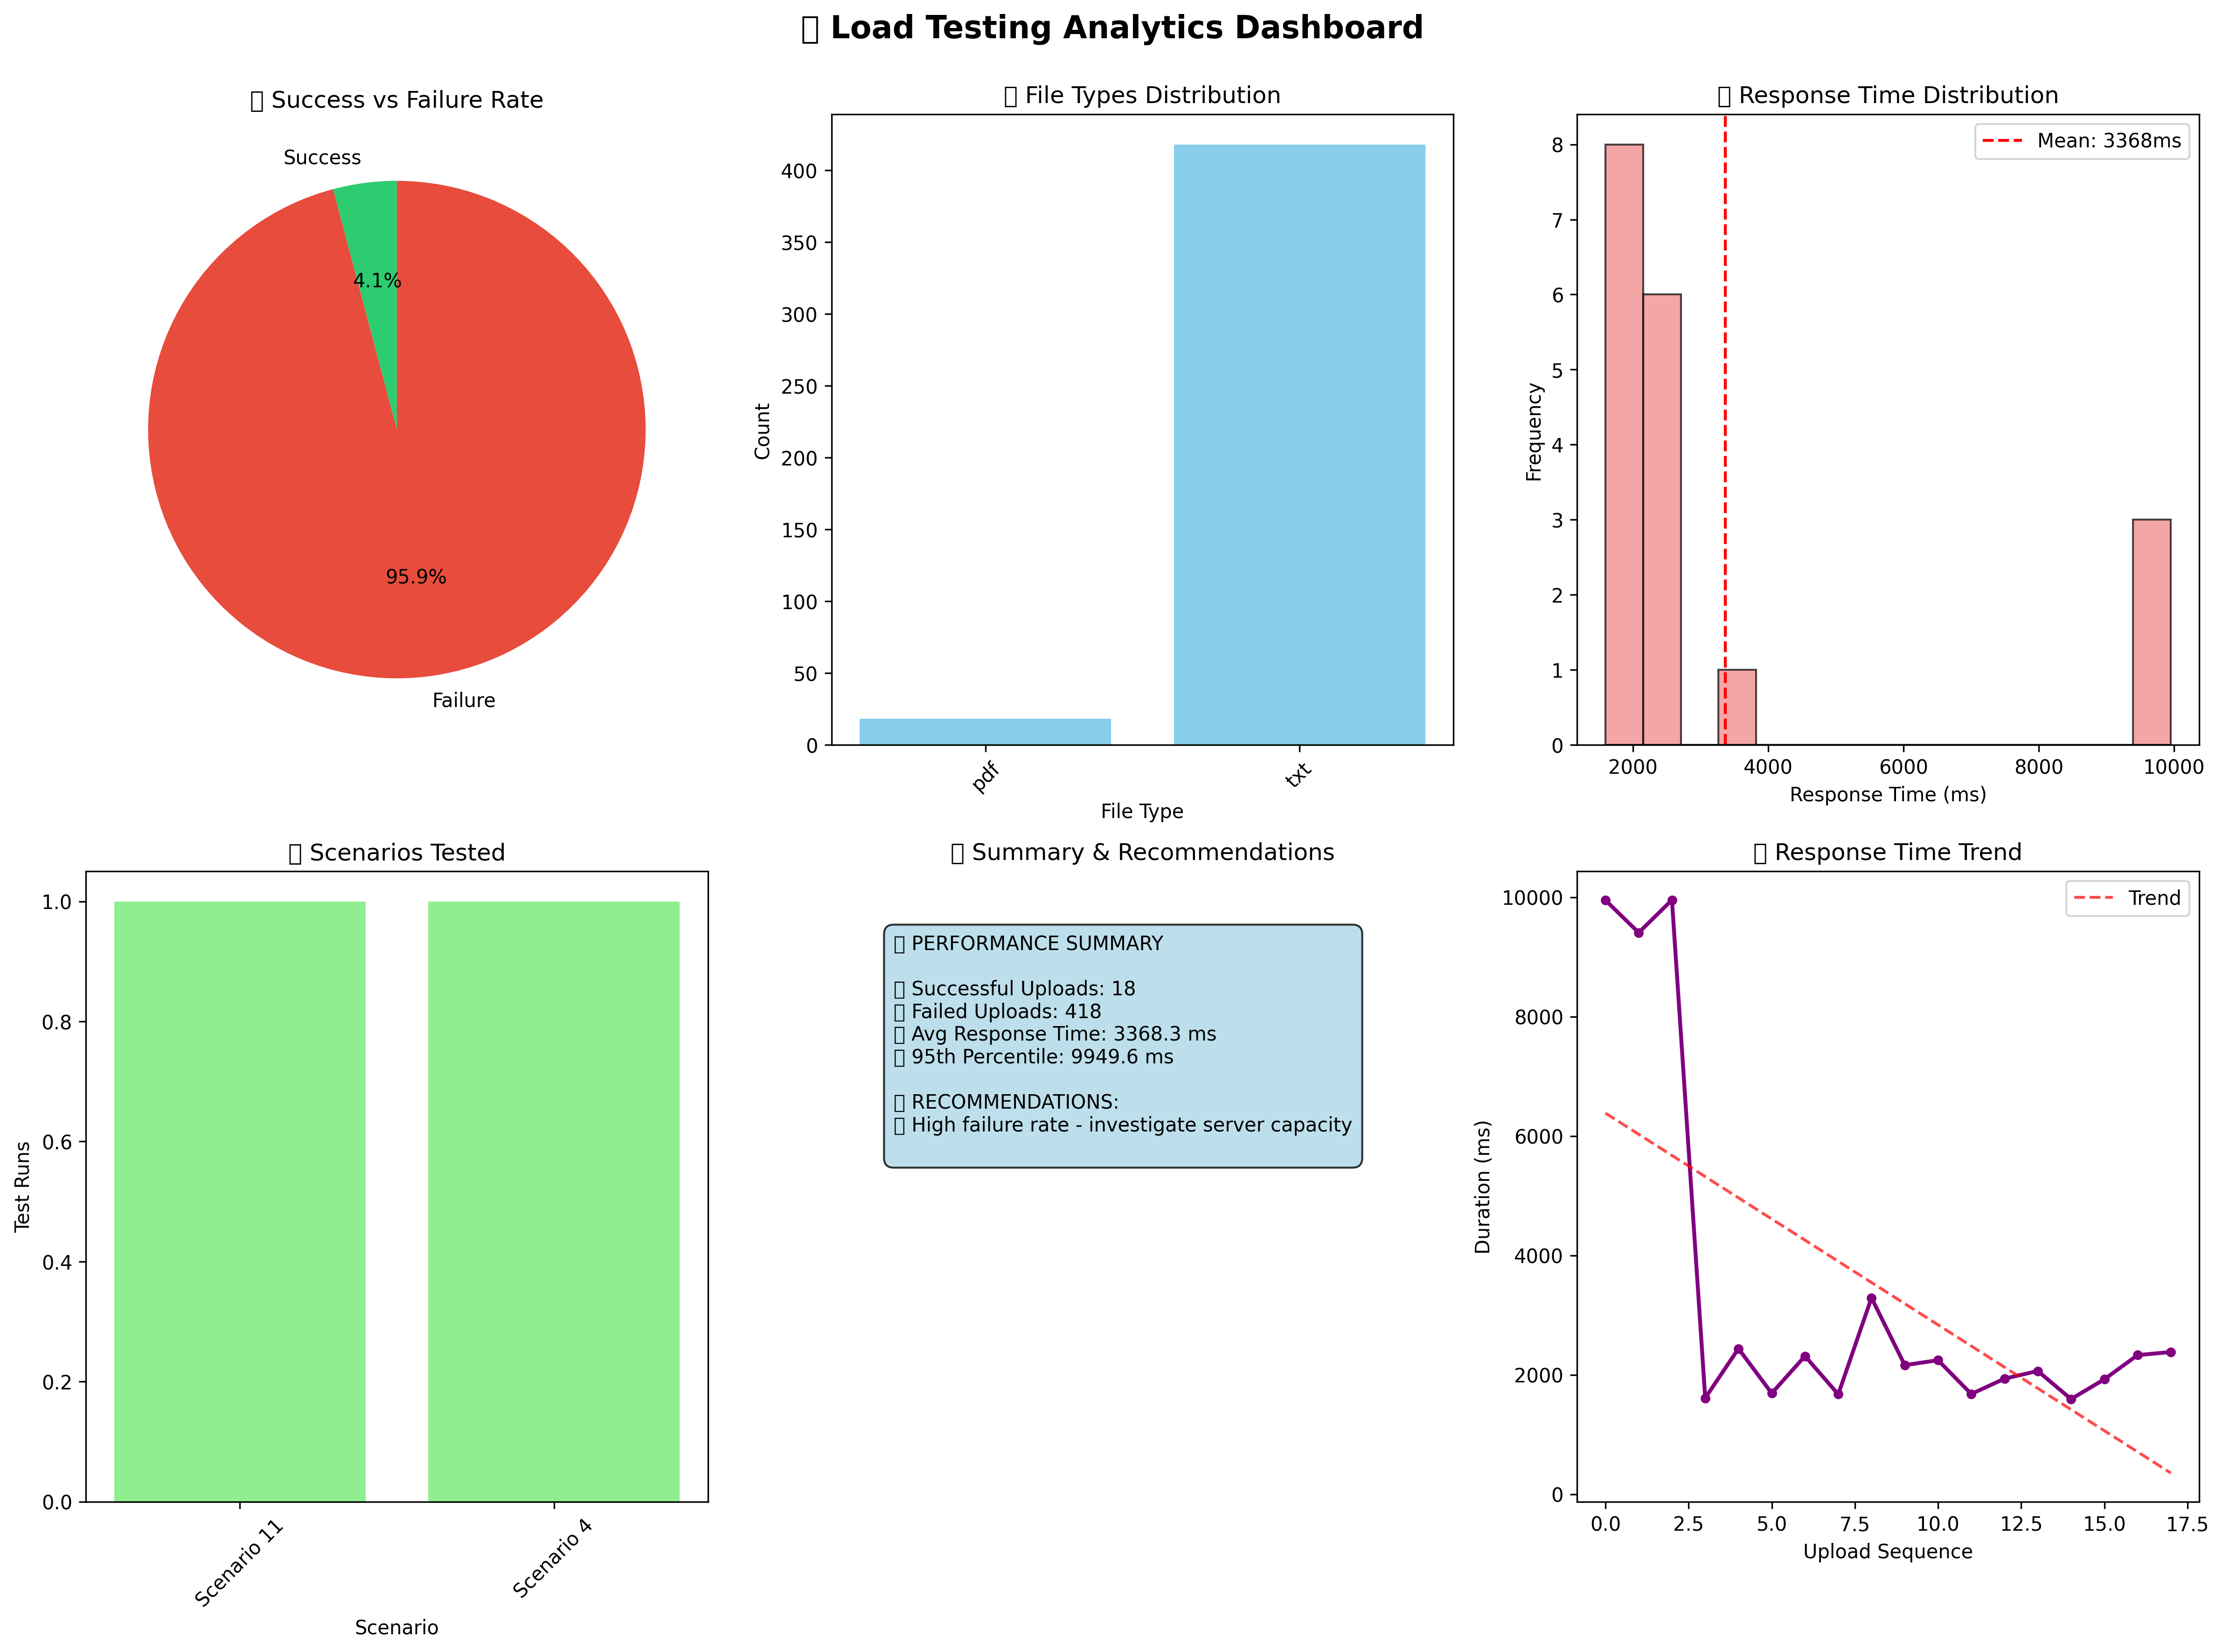 ▯ Load Testing Analytics Dashboard
▯ Success vs Failure Rate
Success
4.1%
95.9%
Failure
▯ File Types Distribution
Count
400
350
300
250
200
150
100
50
0
pdf
txt
File Type
▯ Response Time Distribution
Mean: 3368ms
Frequency
8
7
6
5
4
3
2
1
0
2000
4000
6000
8000
10000
Response Time (ms)
▯ Scenarios Tested
Test Runs
1.0
0.8
0.6
0.4
0.2
0.0
Scenario 11
Scenario 4
Scenario
▯ Summary & Recommendations
▯ PERFORMANCE SUMMARY
▯ Successful Uploads: 18
▯ Failed Uploads: 418
▯ Avg Response Time: 3368.3 ms
▯ 95th Percentile: 9949.6 ms
▯ RECOMMENDATIONS:
▯ High failure rate - investigate server capacity
▯ Response Time Trend
Trend
Duration (ms)
10000
8000
6000
4000
2000
0
0.0
2.5
5.0
7.5
10.0
12.5
15.0
17.5
Upload Sequence